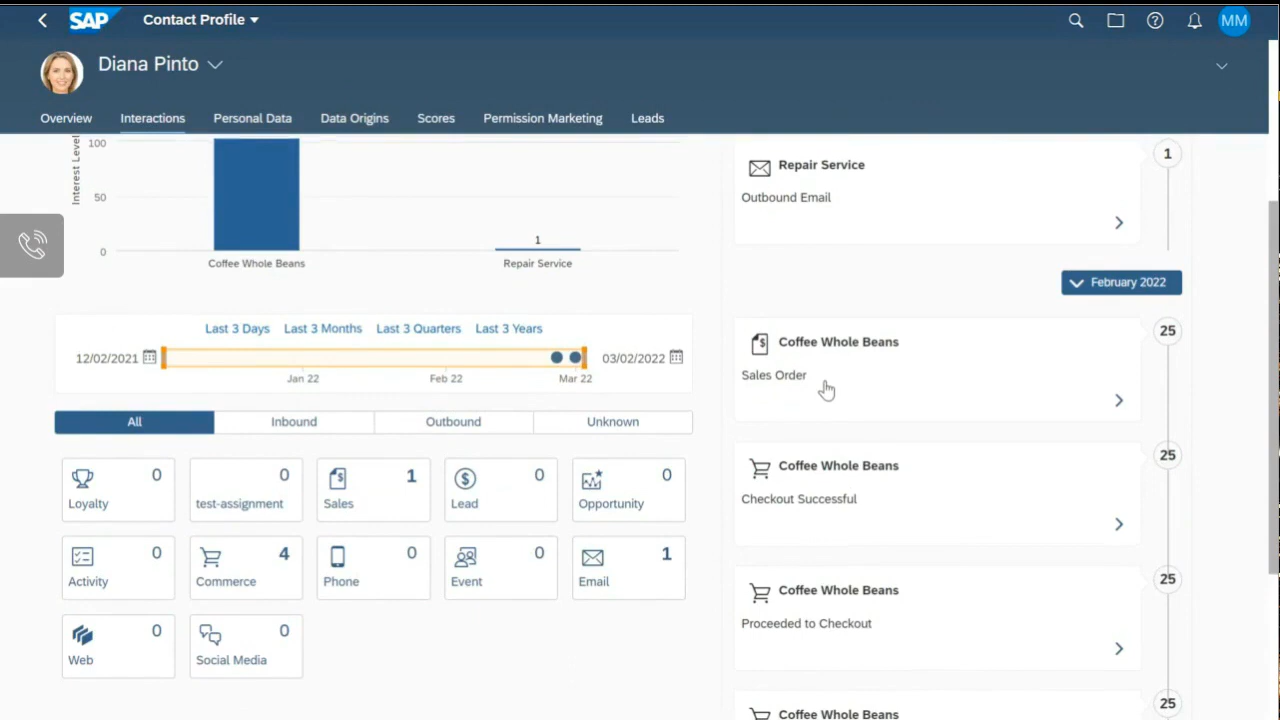 SAP
Contact Profile
MM
Diana Pinto
Overview
Interactions
Personal Data
Data Origins
Scores
Permission Marketing
Leads
Interest Level
100
50
0
1
Coffee Whole Beans
Repair Service
Last 3 Days
Last 3 Months
Last 3 Quarters
Last 3 Years
12/02/2021
03/02/2022
Jan 22
Feb 22
Mar 22
All
Inbound
Outbound
Unknown
0
Loyalty
0
test-assignment
1
Sales
0
Lead
0
Opportunity
0
Activity
4
Commerce
0
Phone
0
Event
1
Email
0
Web
0
Social Media
Repair Service
1
Outbound Email
February 2022
Coffee Whole Beans
25
Sales Order
Coffee Whole Beans
25
Checkout Successful
Coffee Whole Beans
25
Proceeded to Checkout
Coffee Whole Beans
25